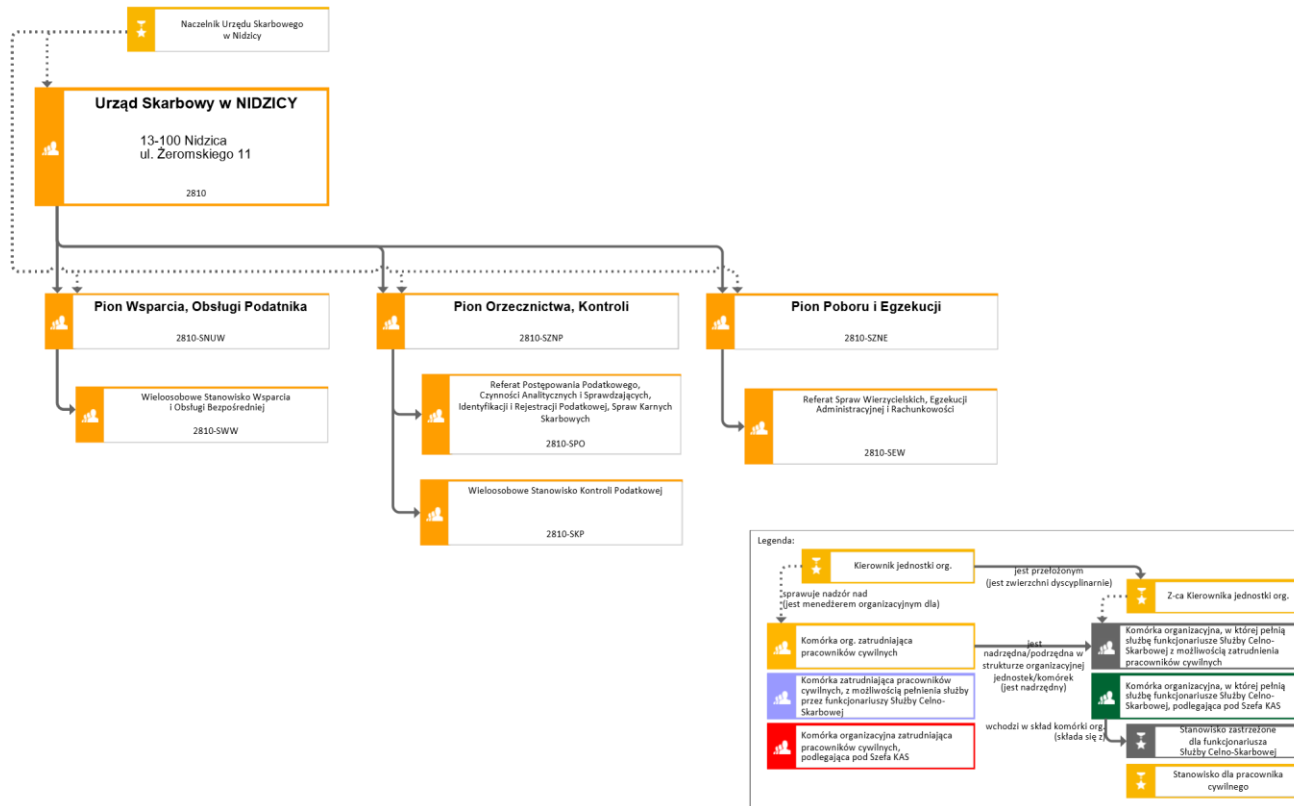 Naczelnik Urzędu Skarbowego
w Nidzicy
Urząd Skarbowy w NIDZICY
13-100 Nidzica
ul. Żeromskiego 11
2810
Pion Wsparcia, Obsługi Podatnika
2810-SNUW
Pion Orzecznictwa, Kontroli
2810-SZNP
Pion Poboru i Egzekucji
2810-SZNE
Wieloosobowe Stanowisko Wsparcia
i Obsługi Bezpośredniej
2810-SWW
Referat Postępowania Podatkowego,
Czynności Analitycznych i Sprawdzających,
Identyfikacji i Rejestracji Podatkowej, Spraw Karnych
Skarbowych
2810-SPO
Referat Spraw Wierzycielskich, Egzekucji
Administracyjnej i Rachunkowości
2810-SEW
Wieloosobowe Stanowisko Kontroli Podatkowej
2810-SKP
Legenda:
Kierownik jednostki org.
jest przełożonym
(jest zwierzchni dyscyplinarnie)
Z-ca Kierownika jednostki org.
sprawuje nadzór nad
(jest menedżerem organizacyjnym dla)
Komórka org. zatrudniająca
pracowników cywilnych
jest
nadrzędna/podrzędna w
strukturze organizacyjnej
jednostek/komórek
(jest nadrzędny)
Komórka organizacyjna, w której pełnią
służbę funkcjonariusze Służby Celno-
Skarbowej z możliwością zatrudnienia
pracowników cywilnych
Komórka zatrudniająca pracowników
cywilnych, z możliwością pełnienia służby
przez funkcjonariuszy Służby Celno-
Skarbowej
Komórka organizacyjna, w której pełnią
służbę funkcjonariusze Służby Celno-
Skarbowej, podlegająca pod Szefa KAS
wchodzi w skład komórki org.
(składa się z)
Komórka organizacyjna zatrudniająca
pracowników cywilnych,
podlegająca pod Szefa KAS
Stanowisko zastrzeżone
dla funkcjonariusza
Służby Celno-Skarbowej
Stanowisko dla pracownika
cywilnego